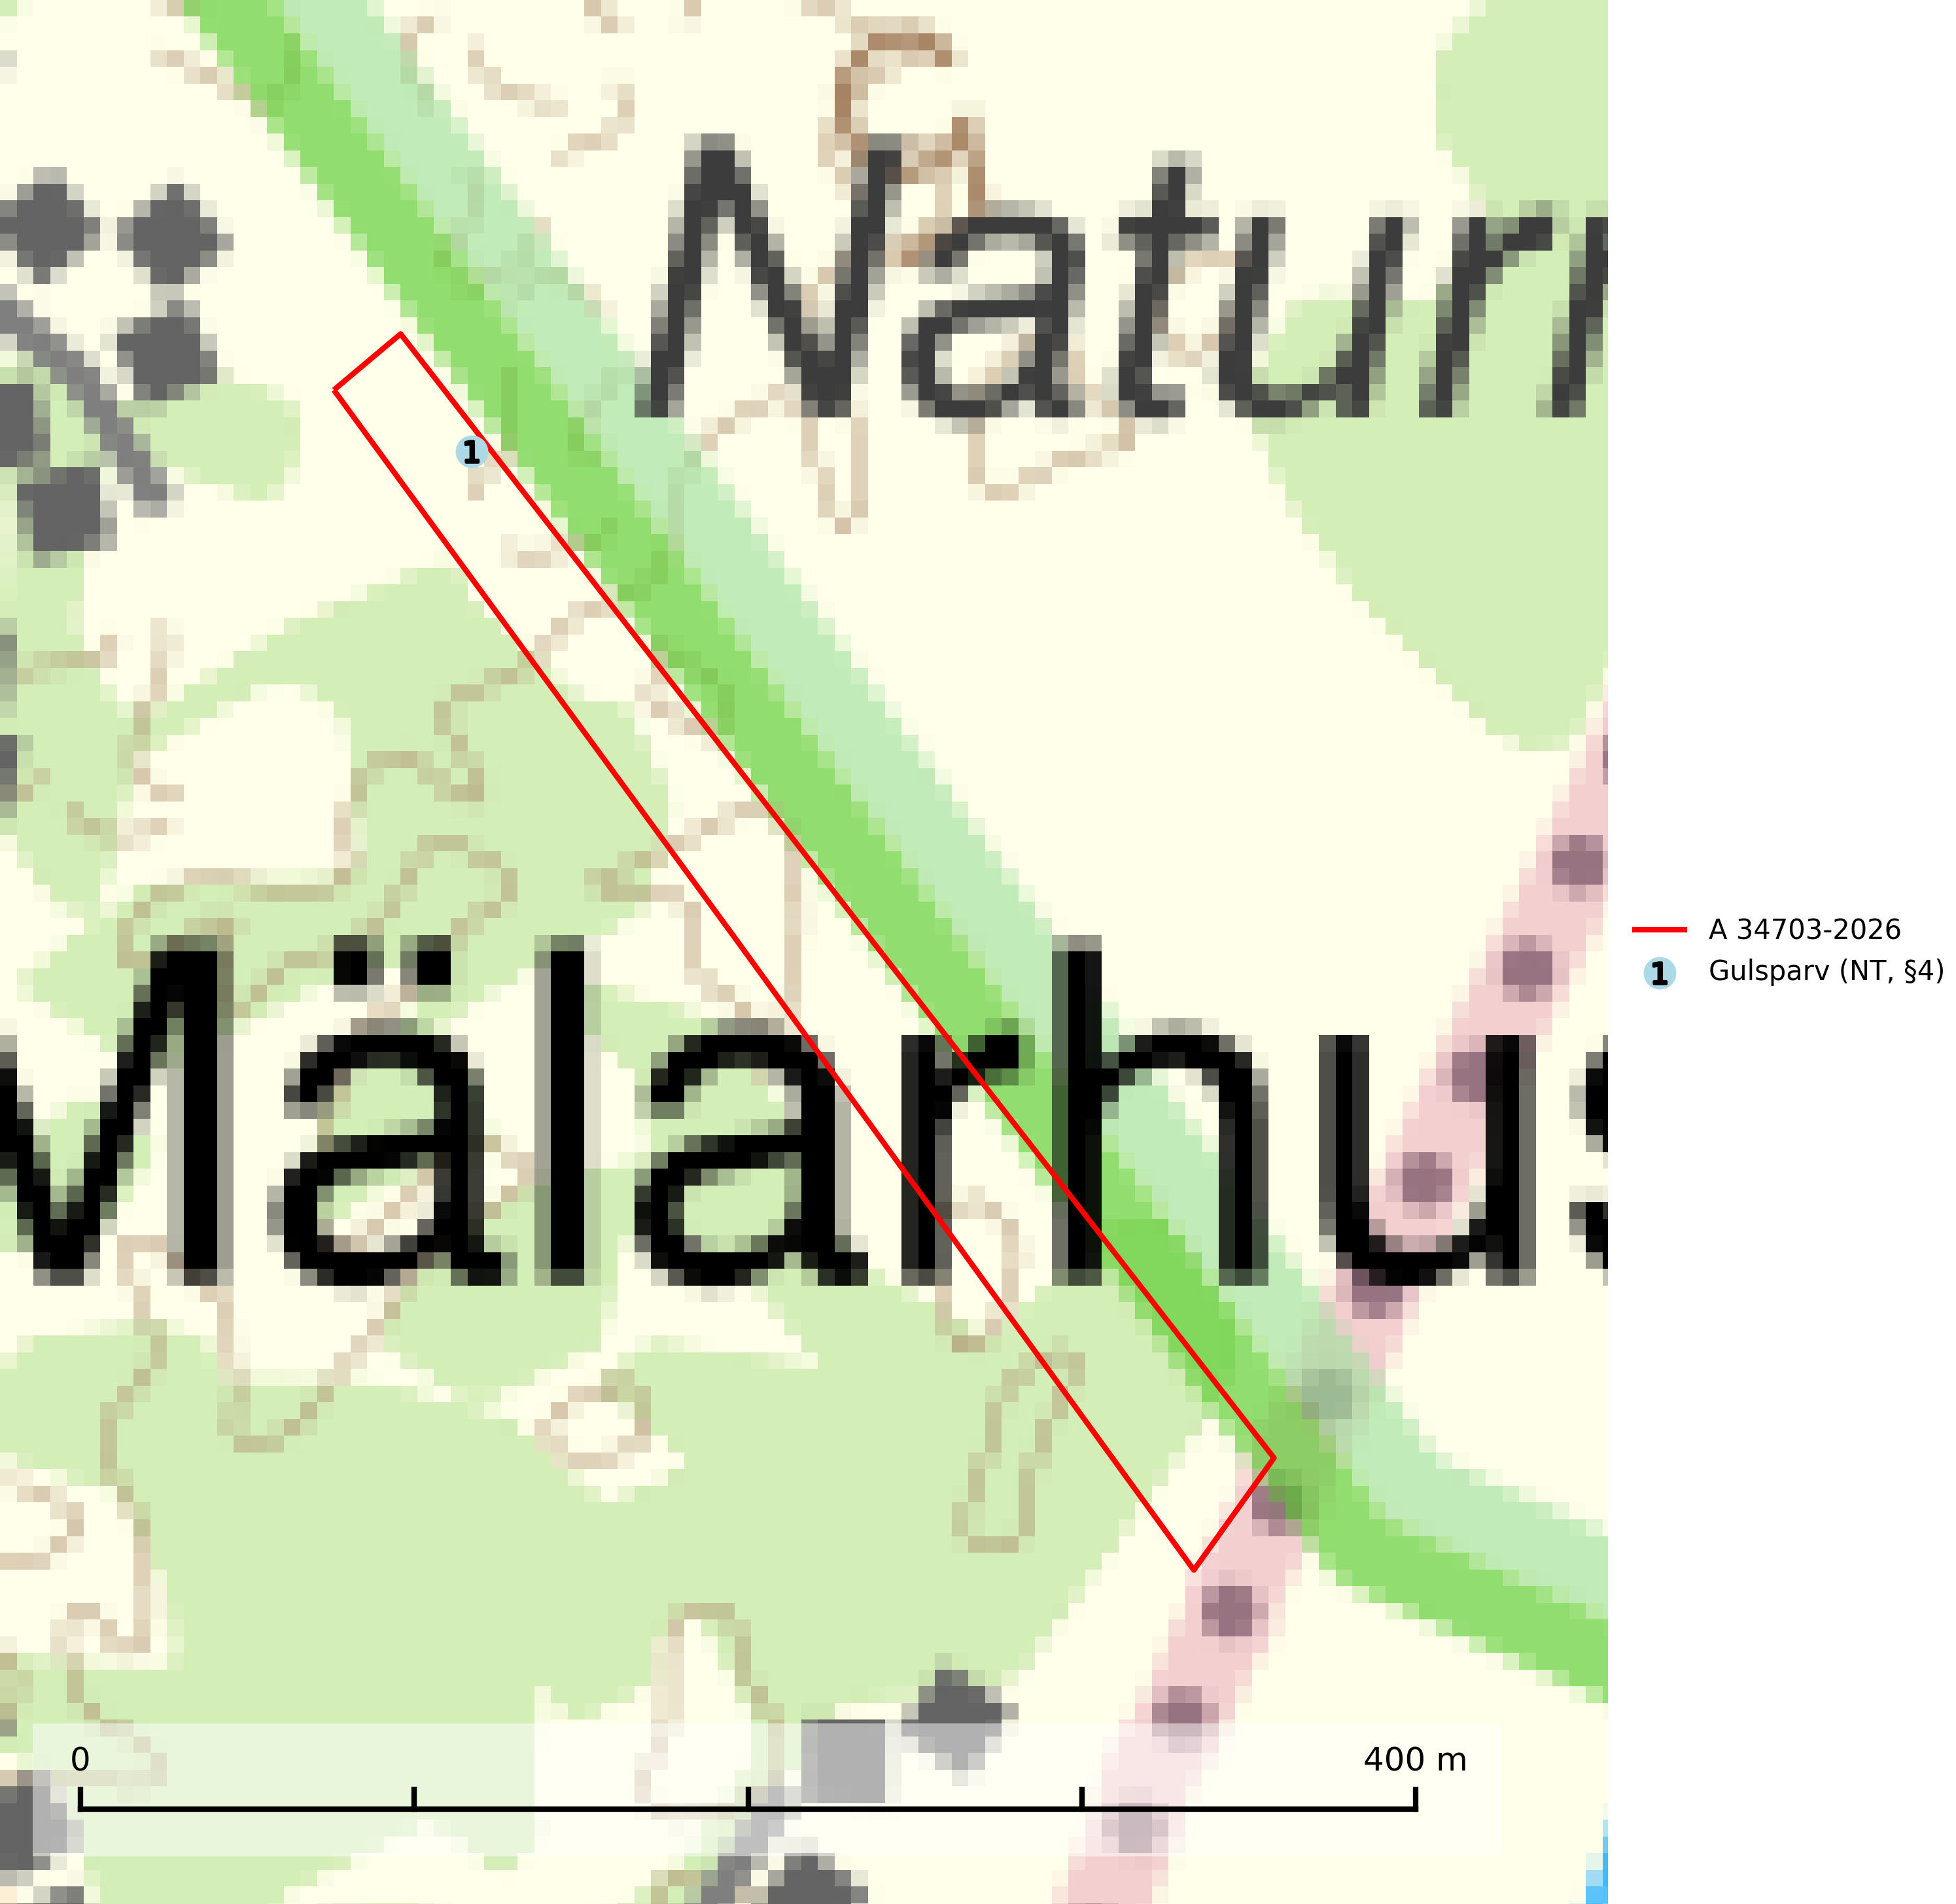 Naturr
Mälarhus
1
A 34703-2026
1 Gulsparv (NT, §4)
0 400 m